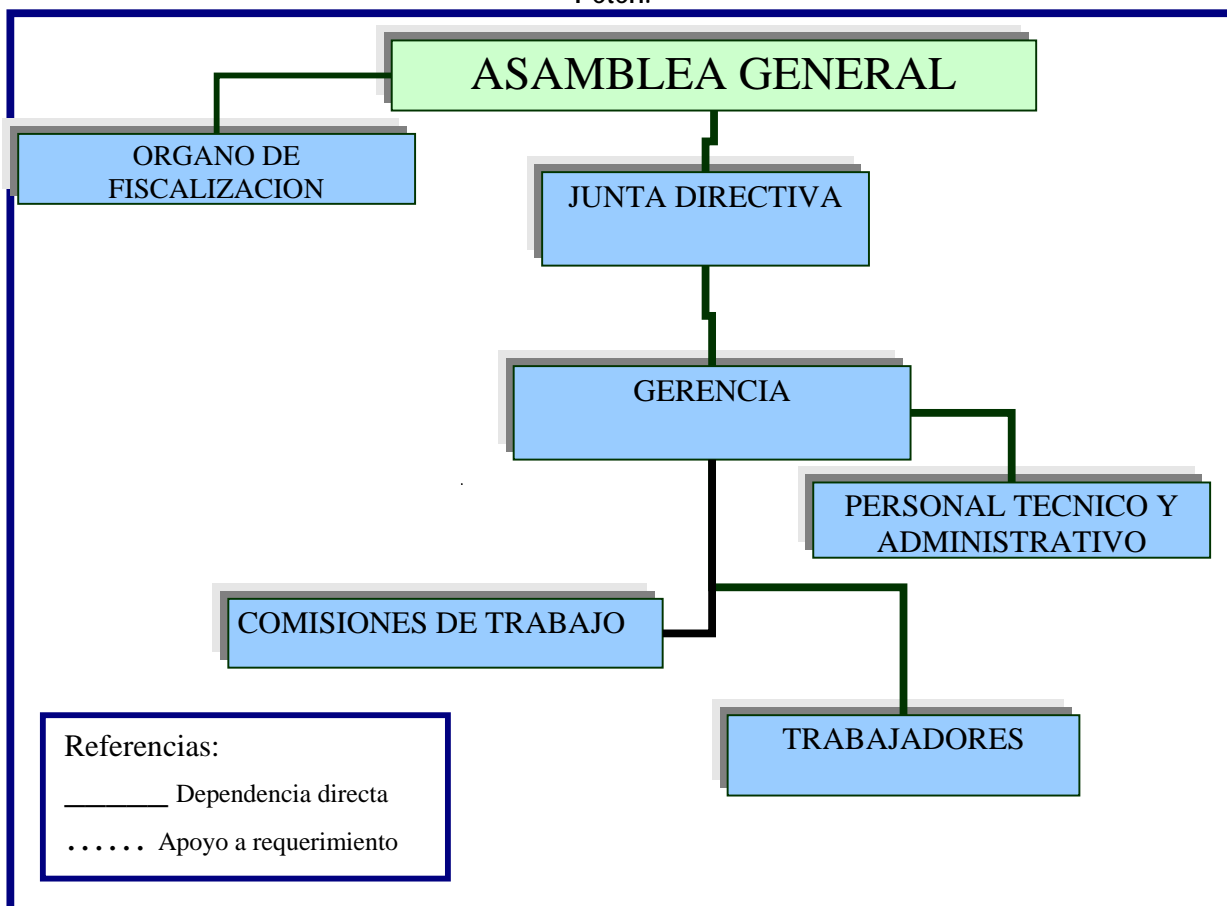 ASAMBLEA GENERAL
ORGANO DE
FISCALIZACION
JUNTA DIRECTIVA
GERENCIA
PERSONAL TECNICO Y
ADMINISTRATIVO
COMISIONES DE TRABAJO
TRABAJADORES
Referencias:
______ Dependencia directa
...... Apoyo a requerimiento